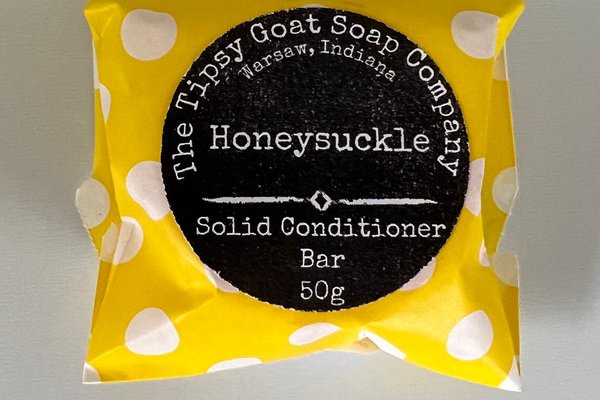 The Tipsy Goat Soap Company
Warsaw, Indiana
Honeysuckle
Solid Conditioner
Bar
50g